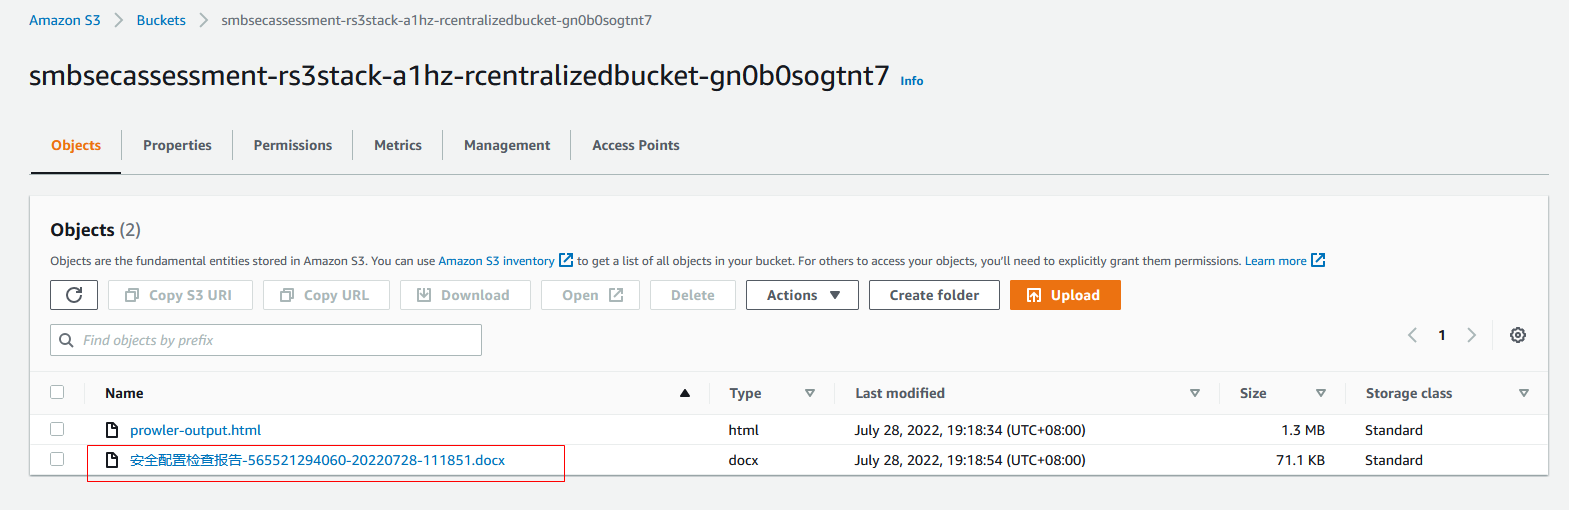 Amazon S3 > Buckets > smbsecassessment-rs3stack-a1hz-rcentralizedbucket-gn0b0sogtnt7
smbsecassessment-rs3stack-a1hz-rcentralizedbucket-gn0b0sogtnt7 Info
Objects Properties Permissions Metrics Management Access Points
Objects (2)
Objects are the fundamental entities stored in Amazon S3. You can use Amazon S3 inventory to get a list of all objects in your bucket. For others to access your objects, you'll need to explicitly grant them permissions. Learn more
Copy S3 URI Copy URL Download Open Delete Actions Create folder Upload
Find objects by prefix 1
Name Type Last modified Size Storage class
prowler-output.html html July 28, 2022, 19:18:34 (UTC+08:00) 1.3 MB Standard
安全配置检查报告-565521294060-20220728-111851.docx docx July 28, 2022, 19:18:54 (UTC+08:00) 71.1 KB Standard